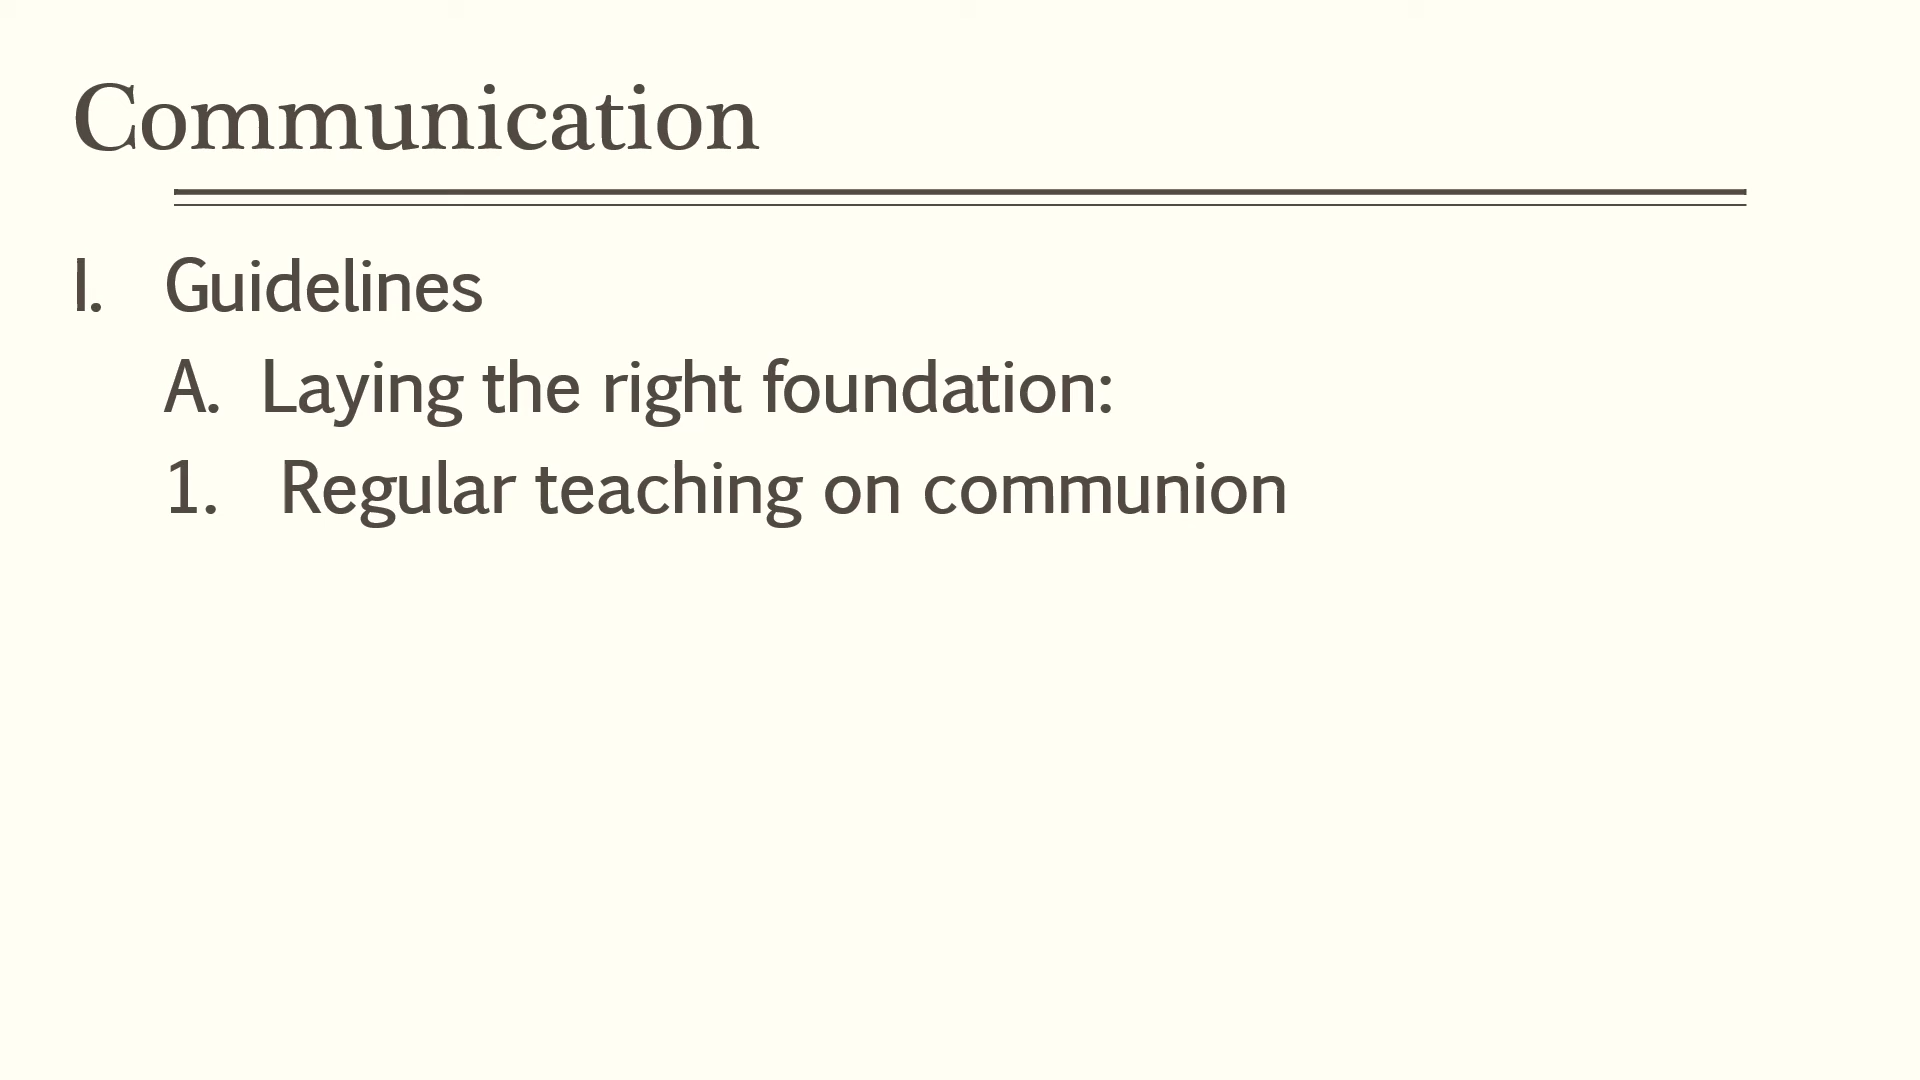 Communication
I. Guidelines
A. Laying the right foundation:
1. Regular teaching on communion